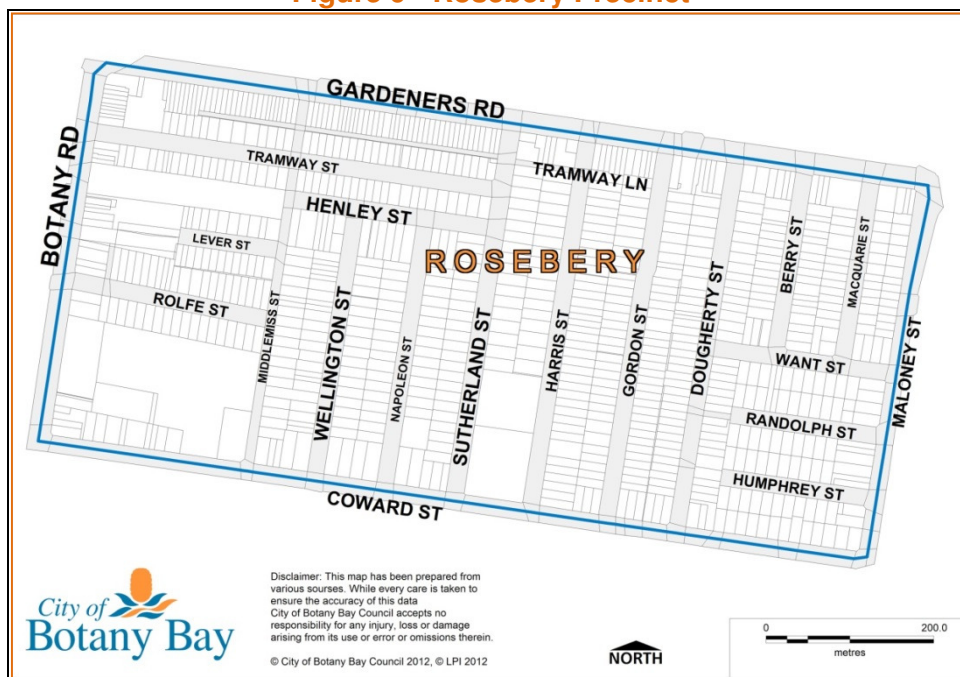 Figure 3 - Rosebery Precinct
GARDENERS RD
BOTANY RD
TRAMWAY ST
TRAMWAY LN
HENLEY ST
LEVER ST
ROSEBERY
ROLFE ST
MIDDLEMISS ST
WELLINGTON ST
NAPOLEON ST
SUTHERLAND ST
HARRIS ST
GORDON ST
DOUGHERTY ST
BERRY ST
MACQUARIE ST
MALONEY ST
WANT ST
RANDOLPH ST
HUMPHREY ST
COWARD ST
City of
Botany Bay
Disclaimer: This map has been prepared from
various sourses. While every care is taken to
ensure the accuracy of this data
City of Botany Bay Council accepts no
responsibility for any injury, loss or damage
arising from its use or error or omissions therein.
© City of Botany Bay Council 2012, © LPI 2012
NORTH
0 200.0
metres